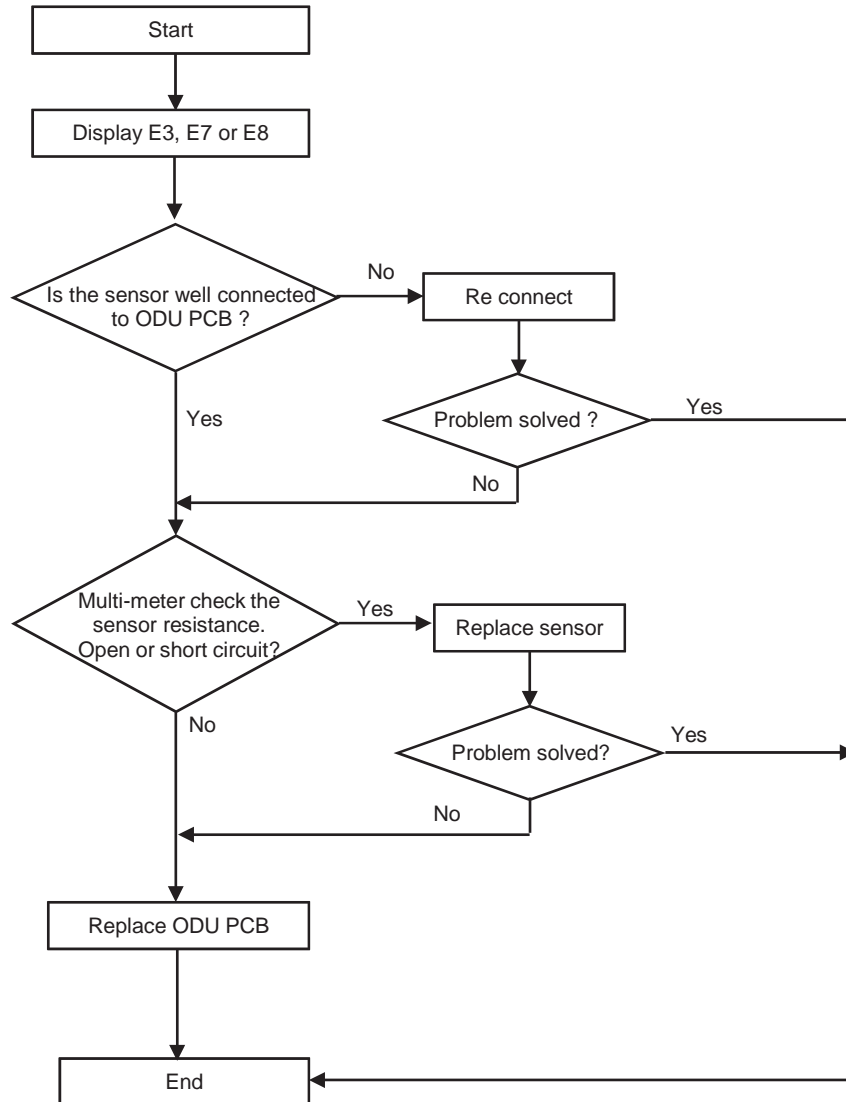 Start
Display E3, E7 or E8
Is the sensor well connected
to ODU PCB ?
No
Re connect
Yes
Problem solved ?
Yes
No
Multi-meter check the
sensor resistance.
Open or short circuit?
Yes
Replace sensor
No
Problem solved?
Yes
No
Replace ODU PCB
End